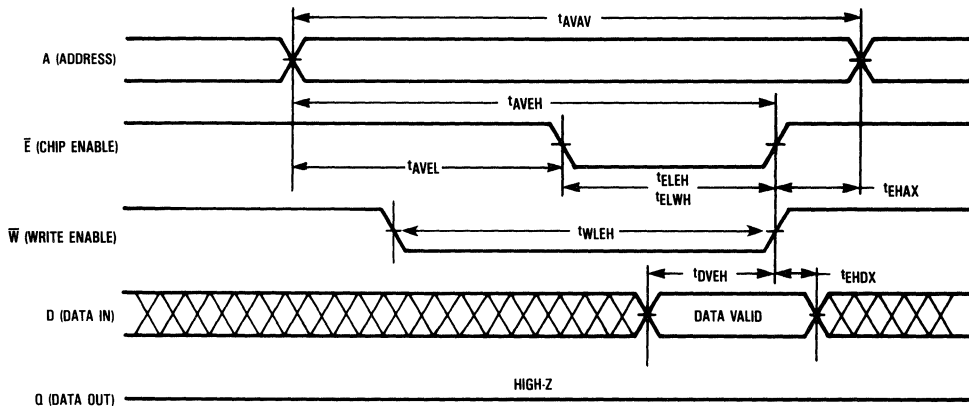 tAVAV
A (ADDRESS)
tAVEH
E̅ (CHIP ENABLE)
tAVEL
tELEH
tELWH
tEHAX
W̅ (WRITE ENABLE)
tWLEH
tDVEH
tEHDX
D (DATA IN)
DATA VALID
HIGH-Z
Q (DATA OUT)